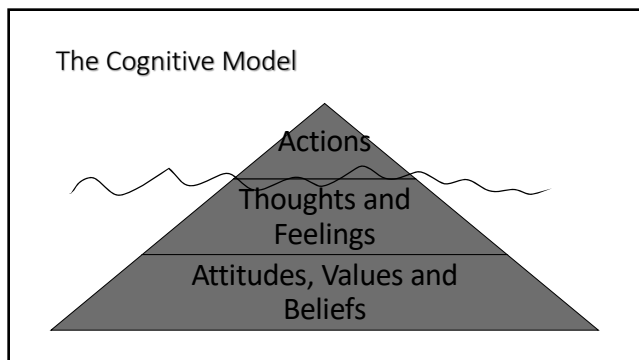 The Cognitive Model
Actions
Thoughts and
Feelings
Attitudes, Values and
Beliefs